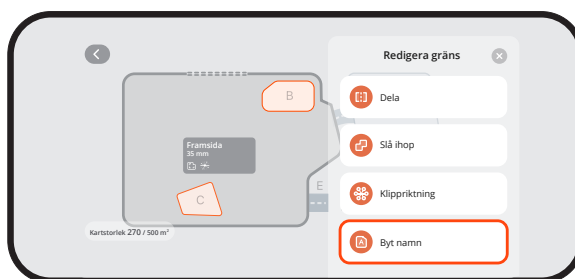 Redigera gräns
B
Dela
Framsida
35 mm
Slå ihop
E
C
Klippriktning
Kartstorlek 270 / 500 m²
Byt namn